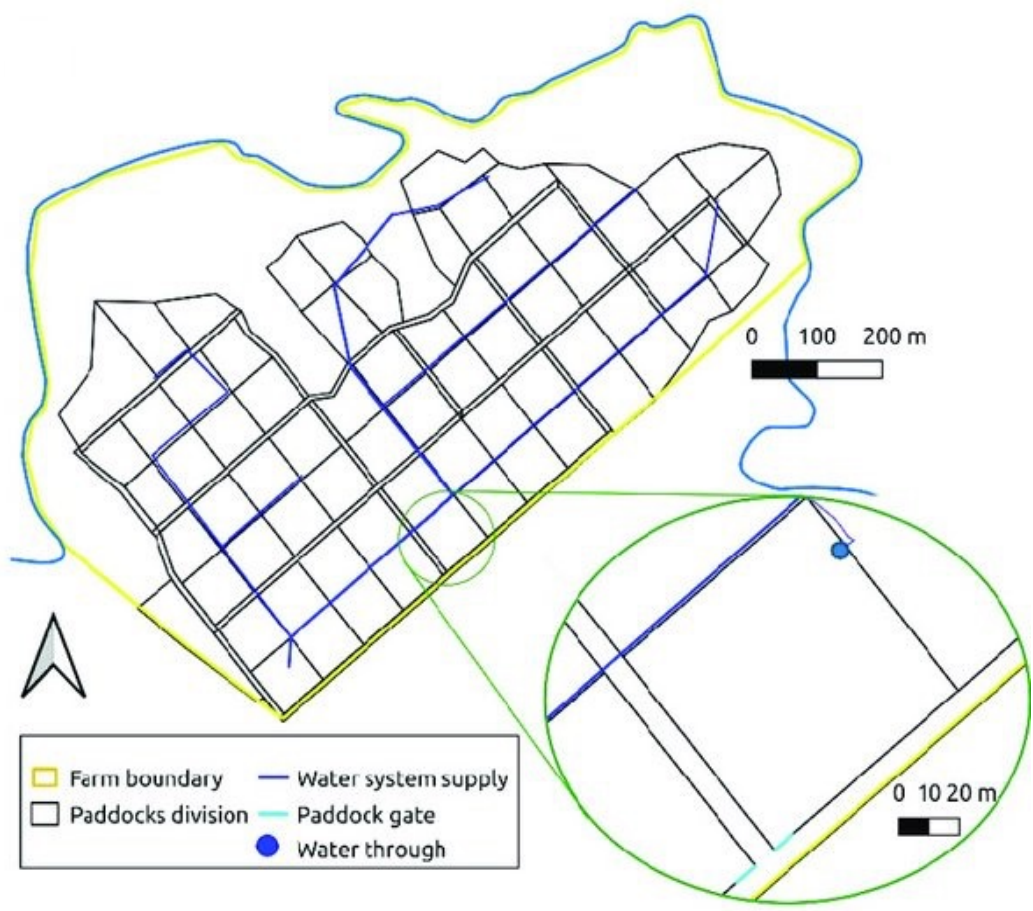 0 100 200 m
Farm boundary
Water system supply
Paddocks division
Paddock gate
Water through
0 10 20 m